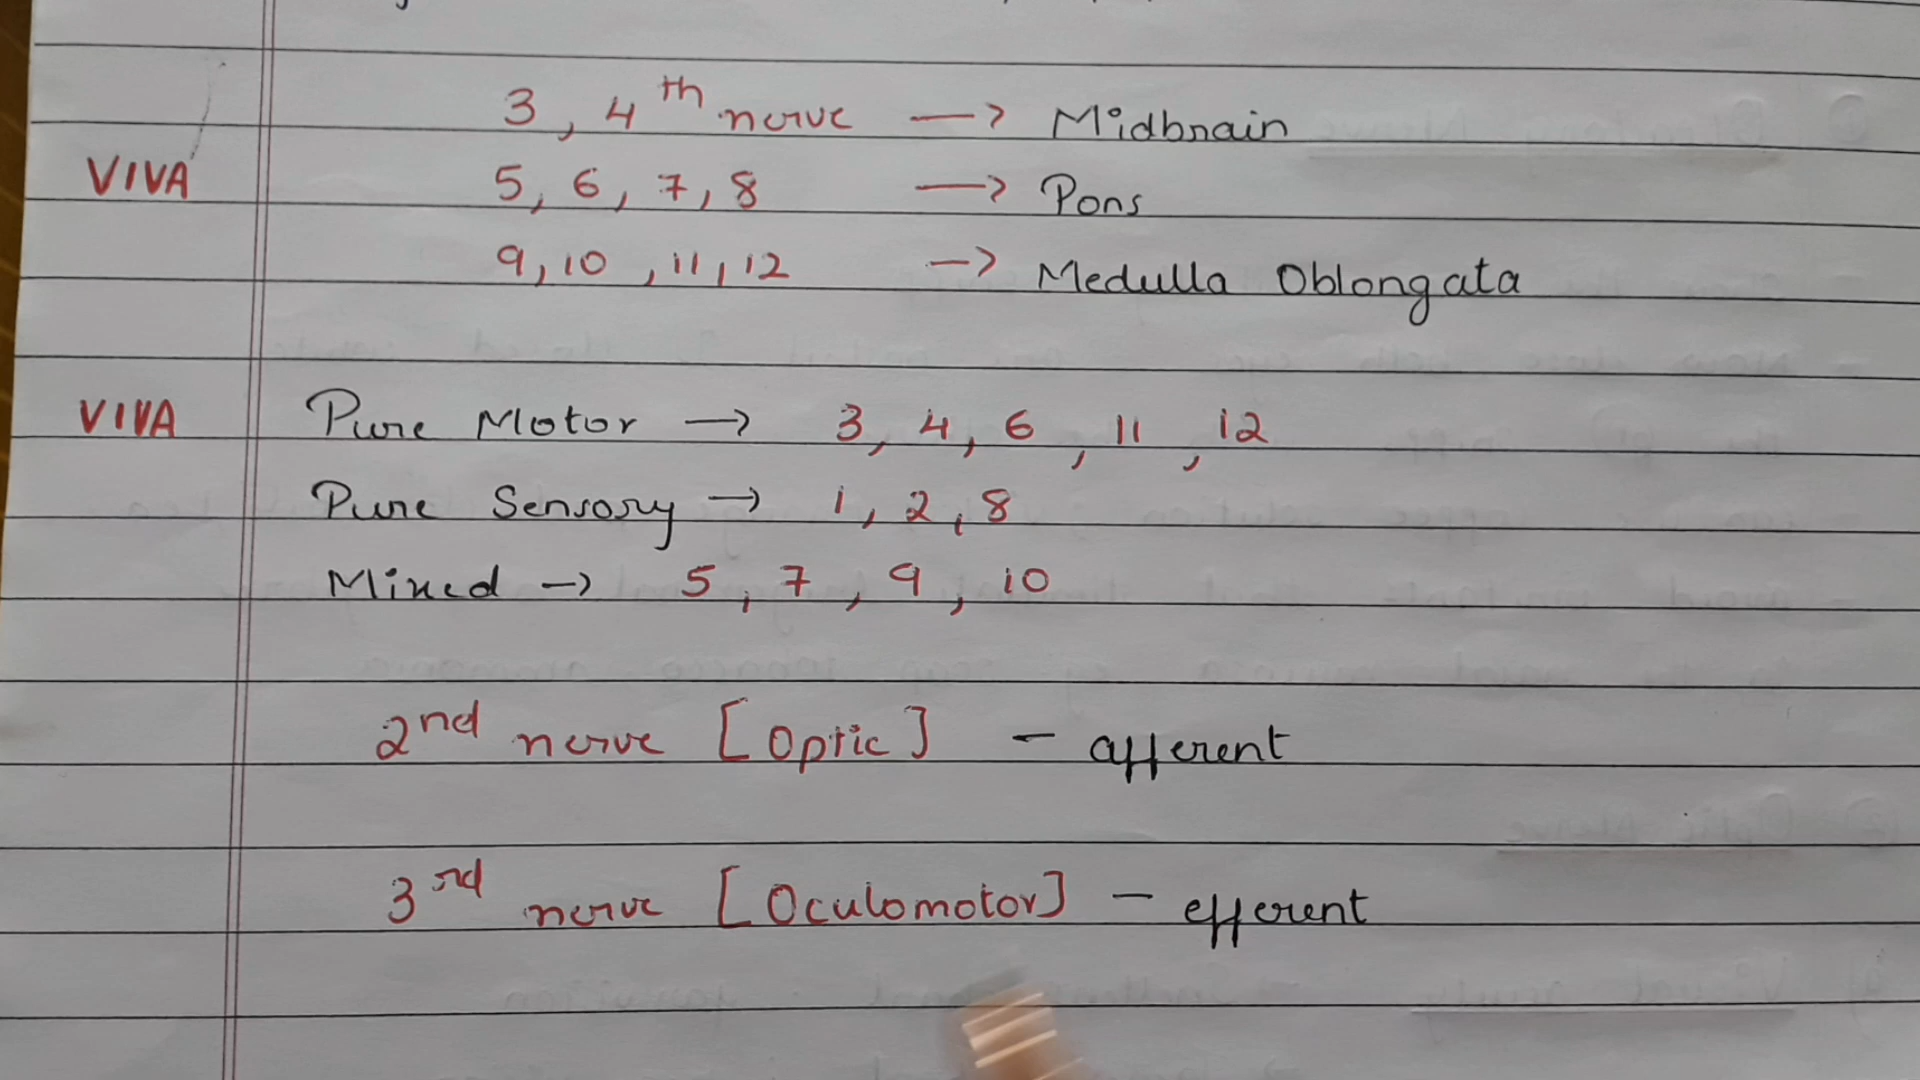 3, 4th nerve → Midbrain
VIVA 5, 6, 7, 8 → Pons
9, 10, 11, 12 → Medulla Oblongata
VIVA Pure Motor → 3, 4, 6, 11, 12
Pure Sensory → 1, 2, 8
Mixed → 5, 7, 9, 10
2nd nerve [Optic] - afferent
3rd nerve [Oculomotor] - efferent